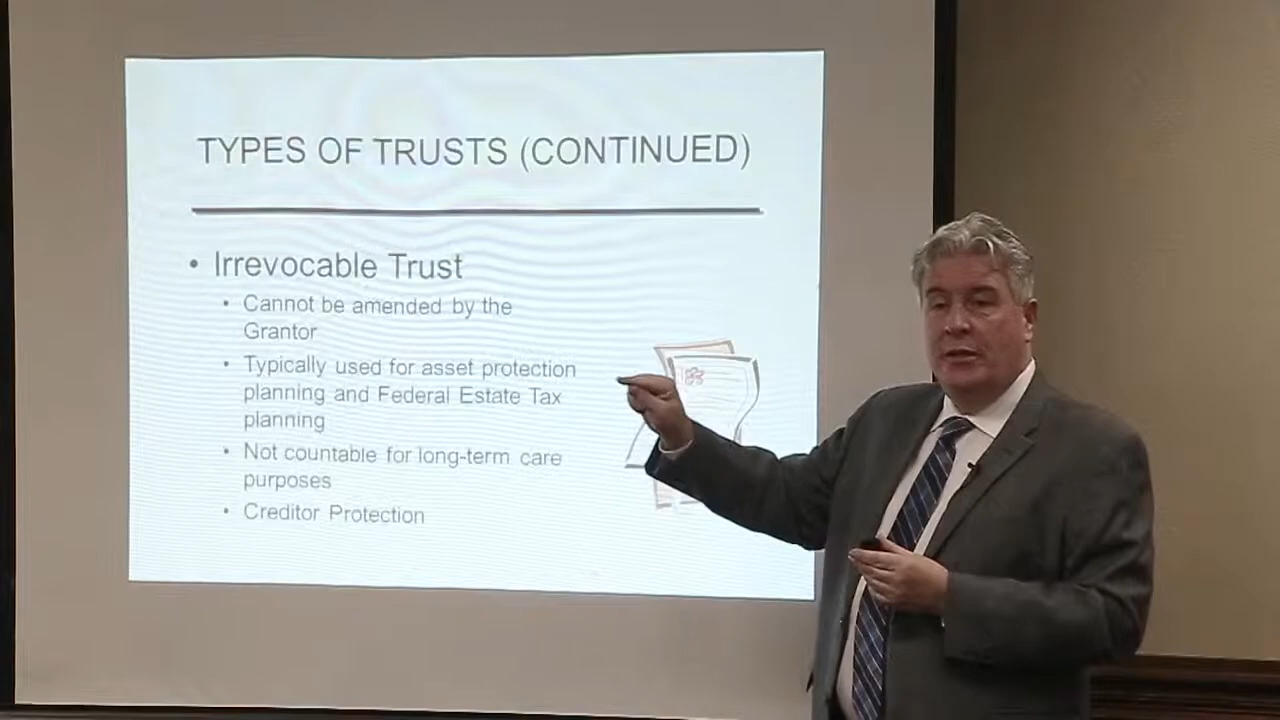 TYPES OF TRUSTS (CONTINUED)
• Irrevocable Trust
• Cannot be amended by the
Grantor
• Typically used for asset protection
planning and Federal Estate Tax
planning
• Not countable for long-term care
purposes
• Creditor Protection